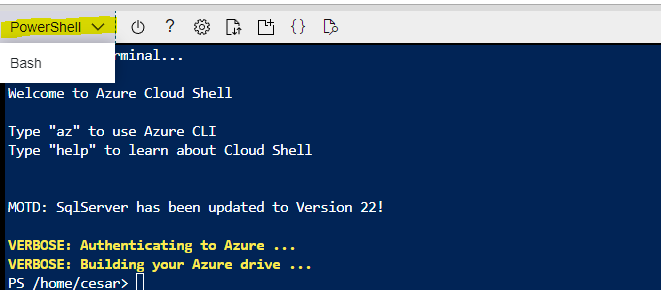 PowerShell
?
{}
Bash
rminal...
Welcome to Azure Cloud Shell
Type "az" to use Azure CLI
Type "help" to learn about Cloud Shell
MOTD: SqlServer has been updated to Version 22!
VERBOSE: Authenticating to Azure ...
VERBOSE: Building your Azure drive ...
PS /home/cesar>